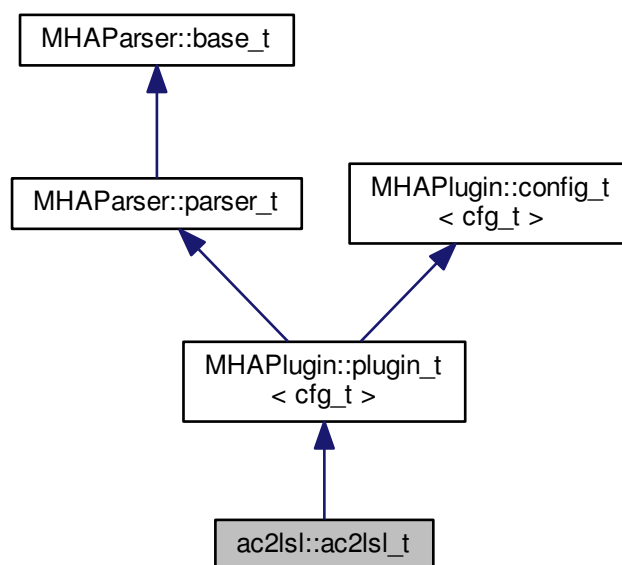 MHAParser::base_t
MHAParser::parser_t
MHAPlugin::config_t
< cfg_t >
MHAPlugin::plugin_t
< cfg_t >
ac2lsl::ac2lsl_t